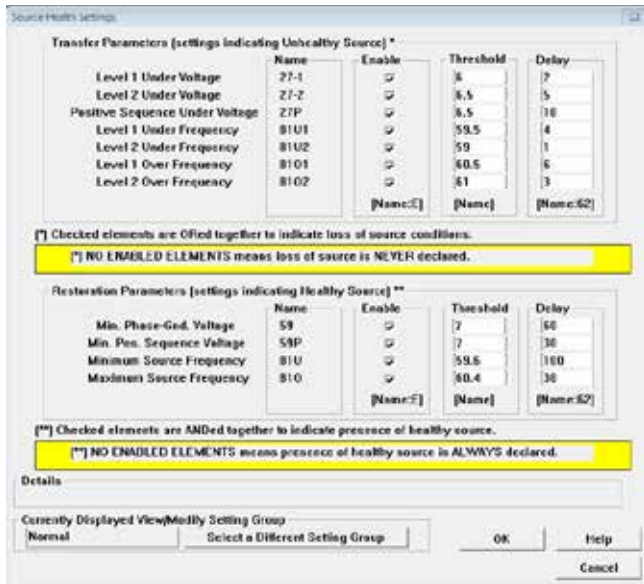 Source Health Settings
Transfer Parameters (settings indicating Unhealthy Source) *
Name Enable Threshold Delay
Level 1 Under Voltage 27-1 6 2
Level 2 Under Voltage 27-2 6.5 5
Positive Sequence Under Voltage 27P 6.5 10
Level 1 Under Frequency 81U1 59.5 4
Level 2 Under Frequency 81U2 59 1
Level 1 Over Frequency 81O1 60.5 6
Level 2 Over Frequency 81O2 61 3
[Name:E] [Name] [Name:62]
(*) Checked elements are ORed together to indicate loss of source conditions.
(*) NO ENABLED ELEMENTS means loss of source is NEVER declared.
Restoration Parameters (settings indicating Healthy Source) **
Name Enable Threshold Delay
Min. Phase-Gnd. Voltage 59 7 60
Min. Pos. Sequence Voltage 59P 7 30
Minimum Source Frequency 81U 59.6 100
Maximum Source Frequency 81O 60.4 30
[Name:E] [Name] [Name:62]
(**) Checked elements are ANDed together to indicate presence of healthy source.
(**) NO ENABLED ELEMENTS means presence of healthy source is ALWAYS declared.
Details
Currently Displayed View/Modify Setting Group
Normal Select a Different Setting Group OK Help
Cancel